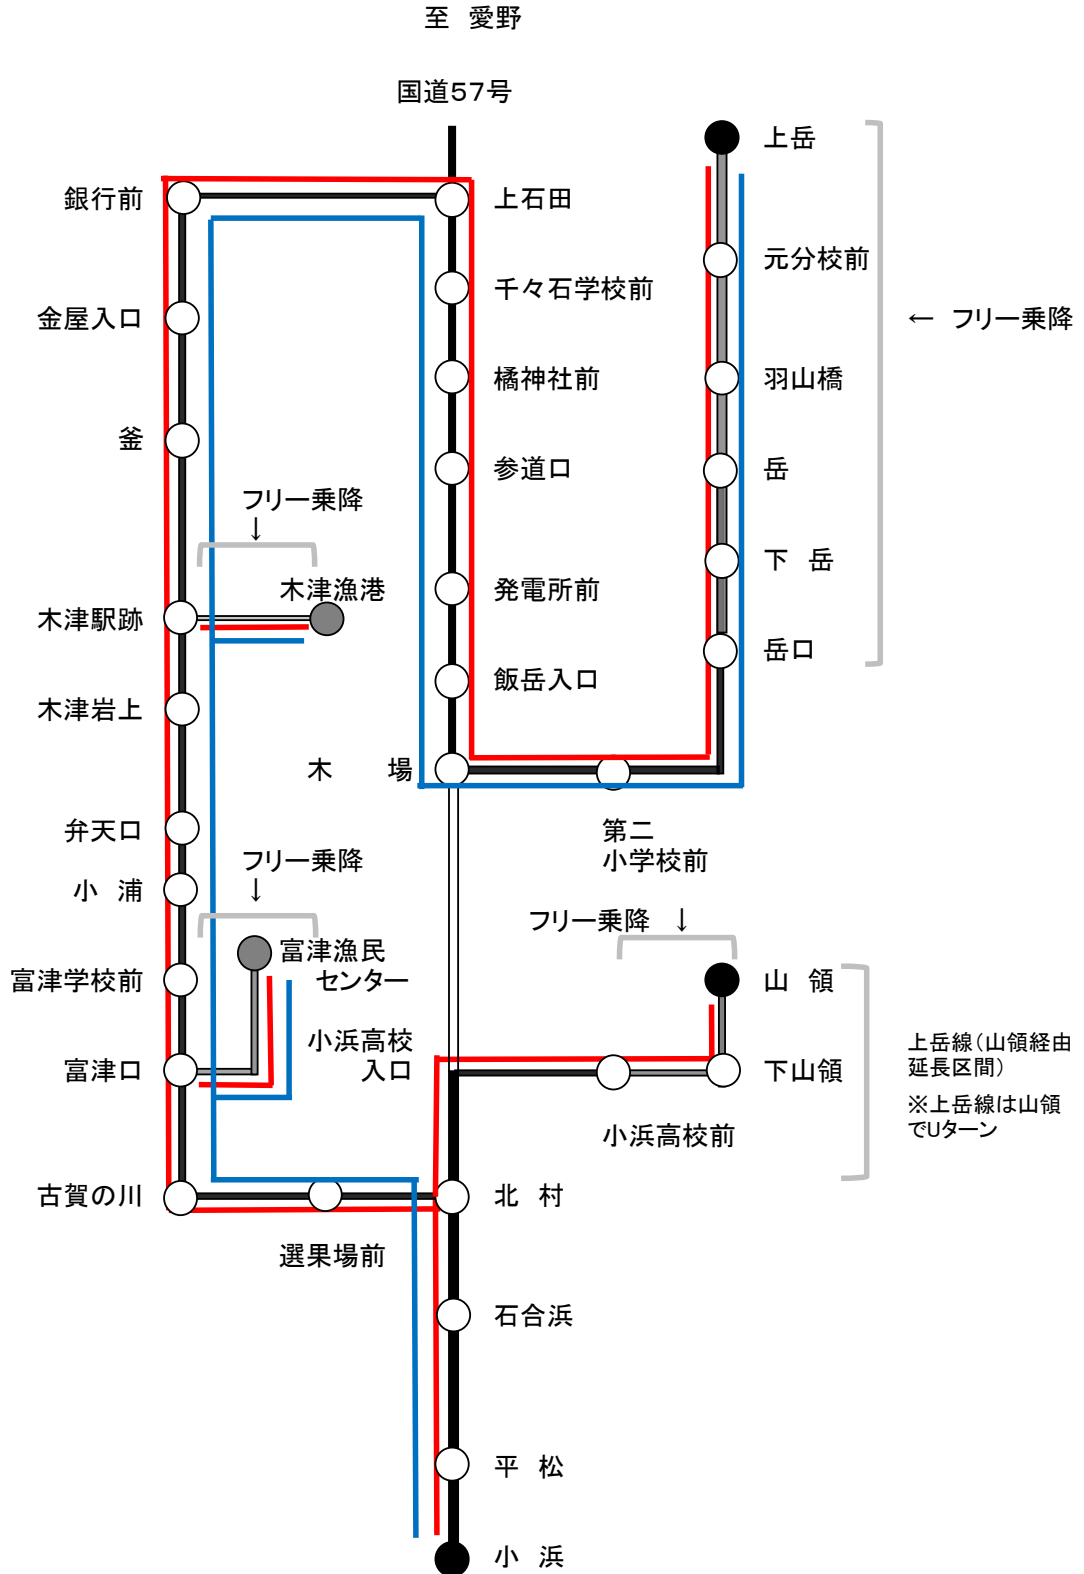 至 愛野
国道57号
上岳
銀行前
上石田
元分校前
千々石学校前
金屋入口
← フリー乗降
橘神社前
羽山橋
釜
参道口
岳
フリー乗降
↓
下 岳
木津漁港
発電所前
木津駅跡
岳口
飯岳入口
木津岩上
木 場
弁天口
第二
小学校前
フリー乗降
↓
小 浦
フリー乗降 ↓
富津漁民
センター
富津学校前
山 領
小浜高校
入口
上岳線(山領経由
延長区間)
富津口
下山領
※上岳線は山領
でUターン
小浜高校前
古賀の川
北 村
選果場前
石合浜
平 松
小 浜